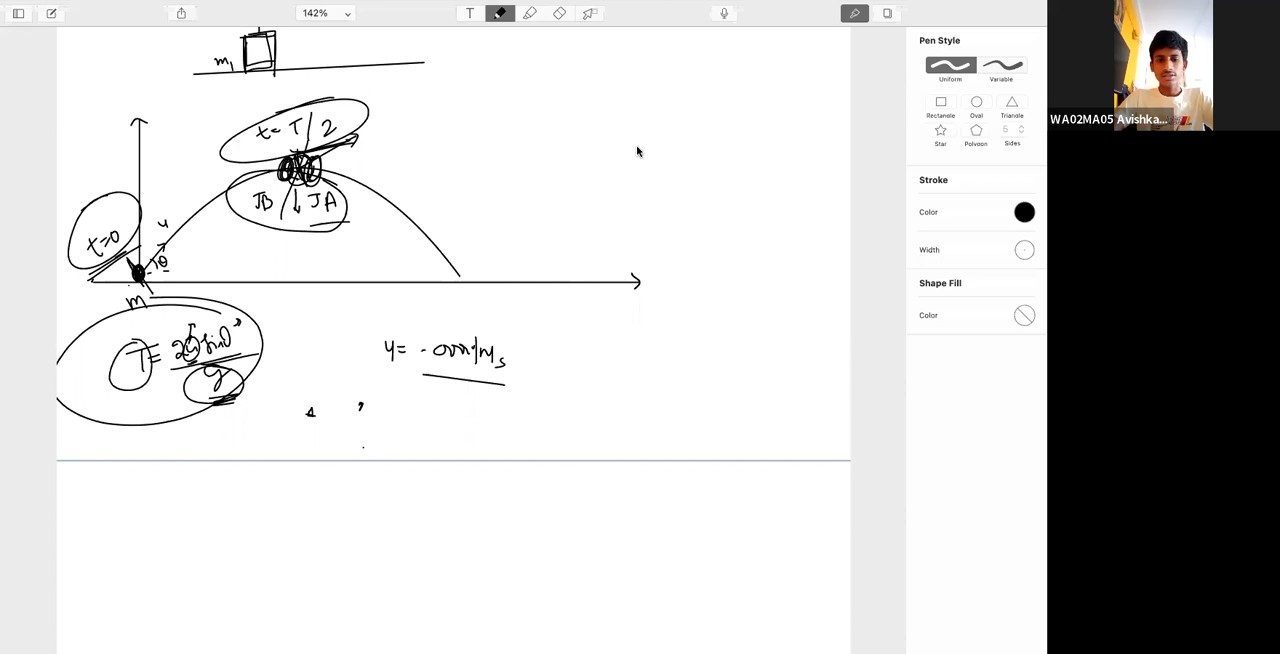 142%
Pen Style
Uniform
Variable
Rectangle
Oval
Triangle
Star
Polygon
5
Sides
Stroke
Color
Width
Shape Fill
Color
WA02MA05 Avishka...
m₁
t= T/2
JB
JA
t=0
u
θ
m
T= 2u sinθ
g